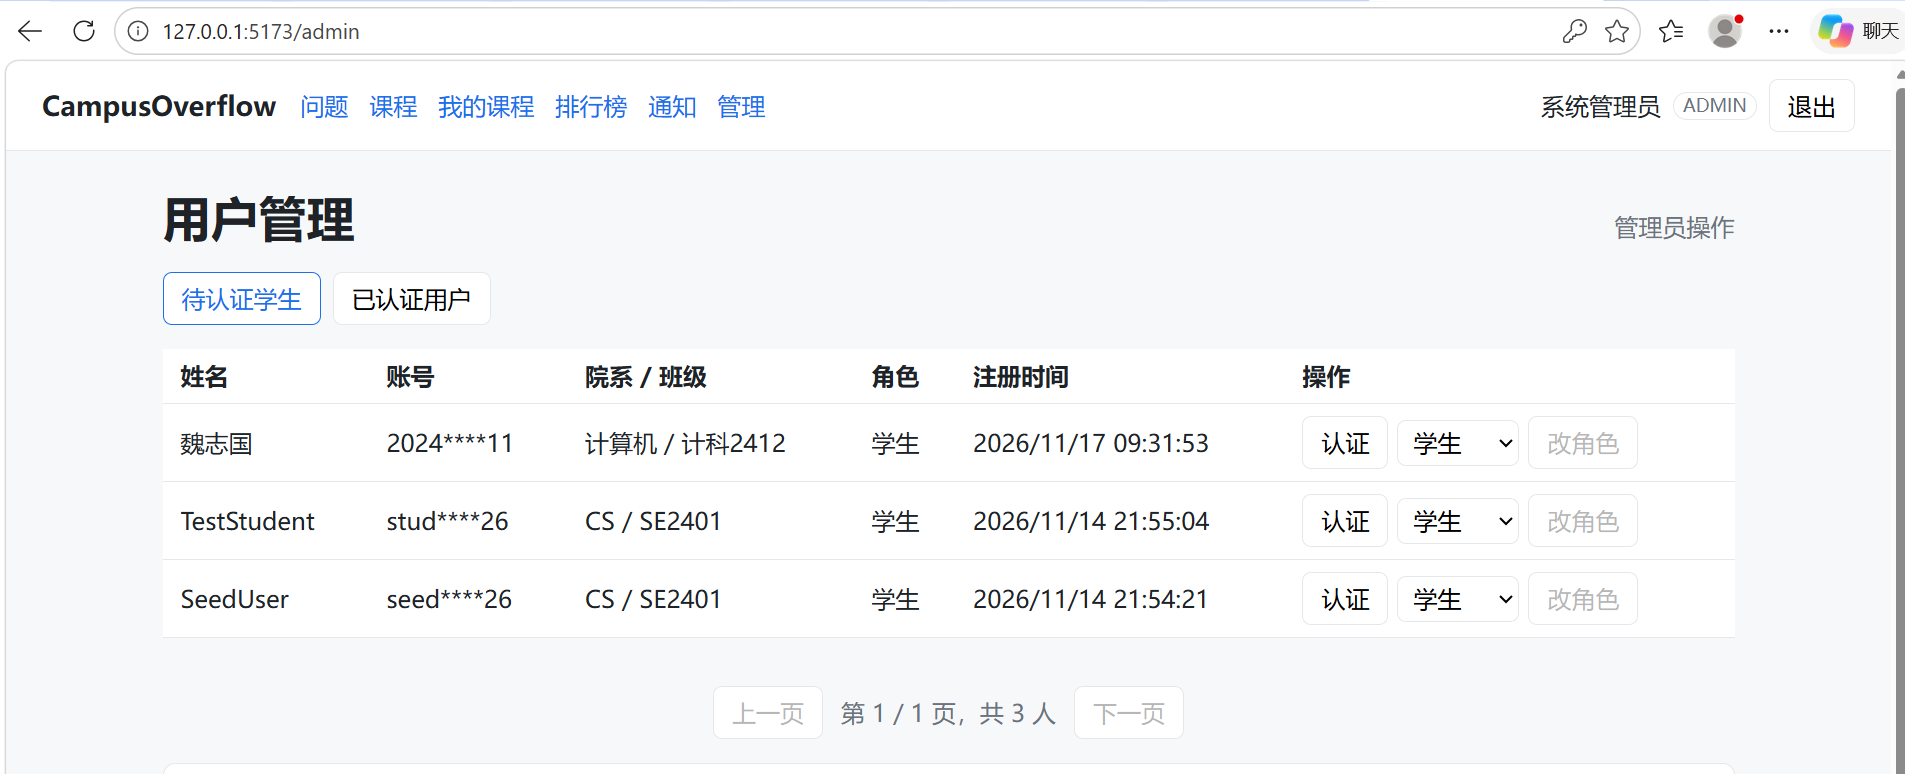 127.0.0.1:5173/admin
聊天
CampusOverflow 问题 课程 我的课程 排行榜 通知 管理 系统管理员 ADMIN 退出
用户管理
管理员操作
待认证学生 已认证用户
姓名 账号 院系 / 班级 角色 注册时间 操作
魏志国 2024****11 计算机 / 计科2412 学生 2026/11/17 09:31:53 认证 学生 改角色
TestStudent stud****26 CS / SE2401 学生 2026/11/14 21:55:04 认证 学生 改角色
SeedUser seed****26 CS / SE2401 学生 2026/11/14 21:54:21 认证 学生 改角色
上一页 第 1 / 1 页，共 3 人 下一页